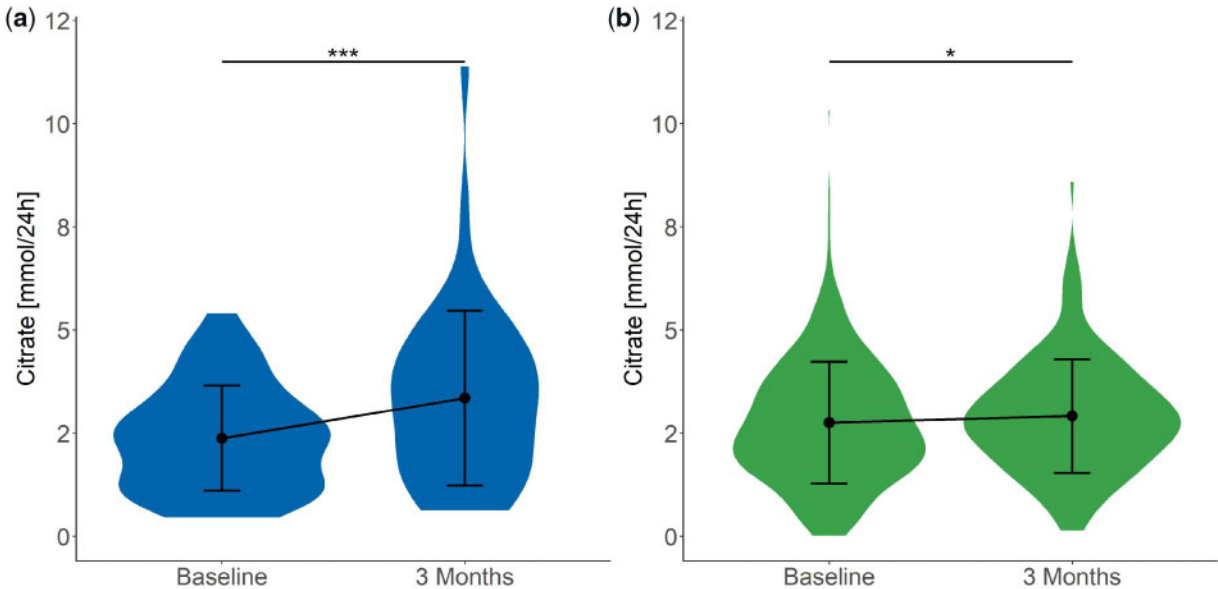 (a)
***
12
10
8
5
2
0
Citrate [mmol/24h]
Baseline
3 Months
(b)
*
12
10
8
5
2
0
Citrate [mmol/24h]
Baseline
3 Months